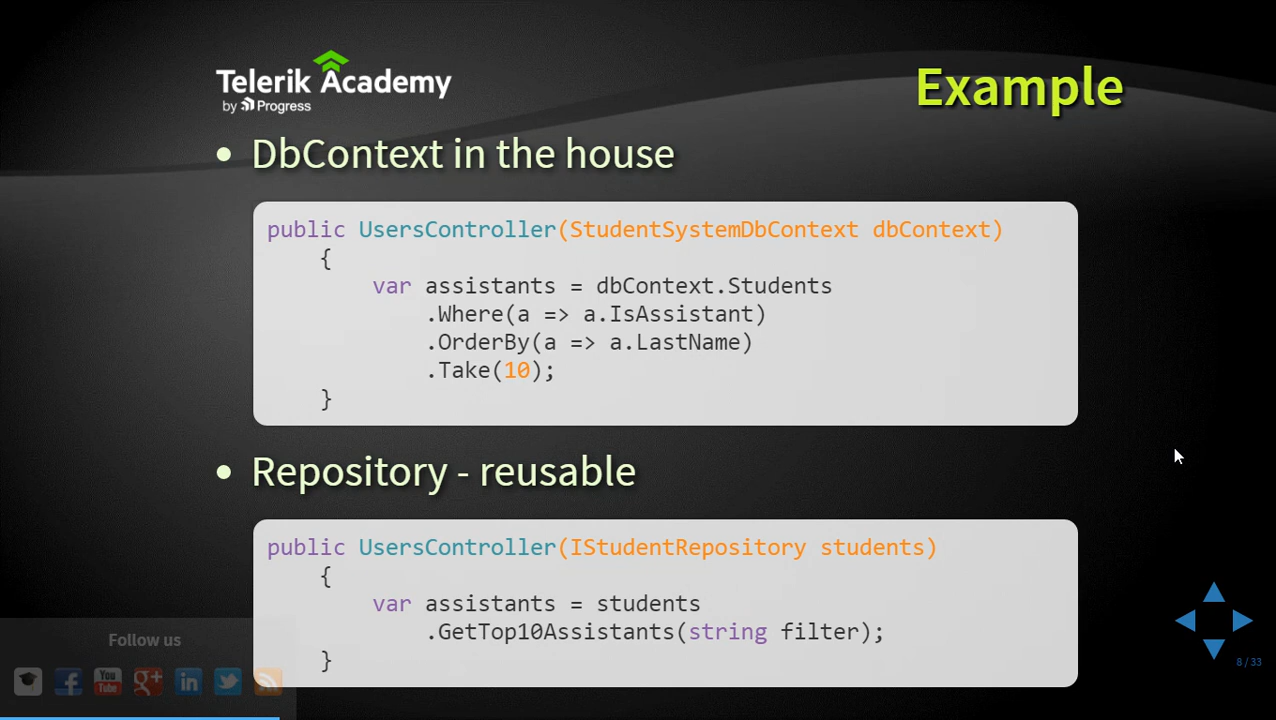 Telerik Academy
by Progress
Example
• DbContext in the house
public UsersController(StudentSystemDbContext dbContext)
{
var assistants = dbContext.Students
.Where(a => a.IsAssistant)
.OrderBy(a => a.LastName)
.Take(10);
}
• Repository - reusable
public UsersController(IStudentRepository students)
{
var assistants = students
.GetTop10Assistants(string filter);
}
Follow us
You Tube
8 / 33